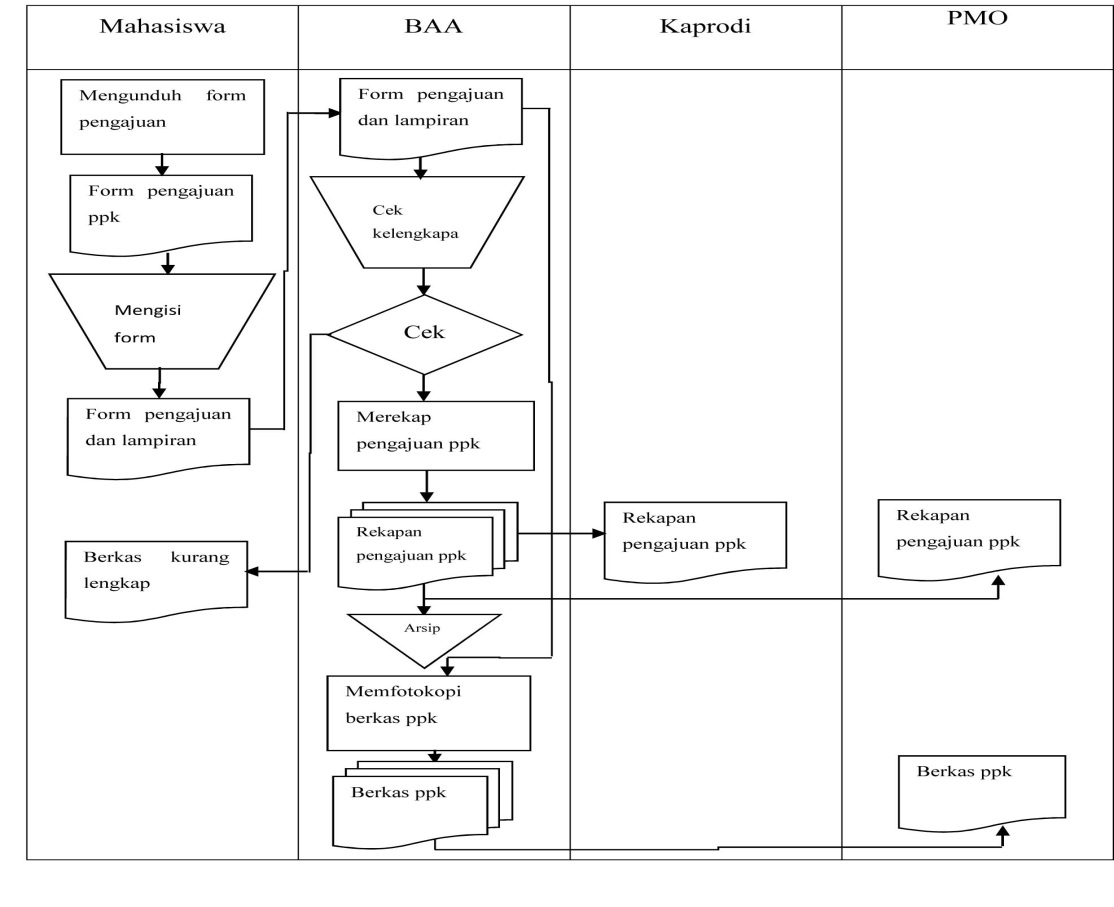 Mahasiswa
BAA
Kaprodi
PMO
Mengunduh form
pengajuan
Form pengajuan
ppk
Mengisi
form
Form pengajuan
dan lampiran
Berkas kurang
lengkap
Form pengajuan
dan lampiran
Cek
kelengkapa
Cek
Merekap
pengajuan ppk
Rekapan
pengajuan ppk
Arsip
Memfotokopi
berkas ppk
Berkas ppk
Rekapan
pengajuan ppk
Rekapan
pengajuan ppk
Berkas ppk